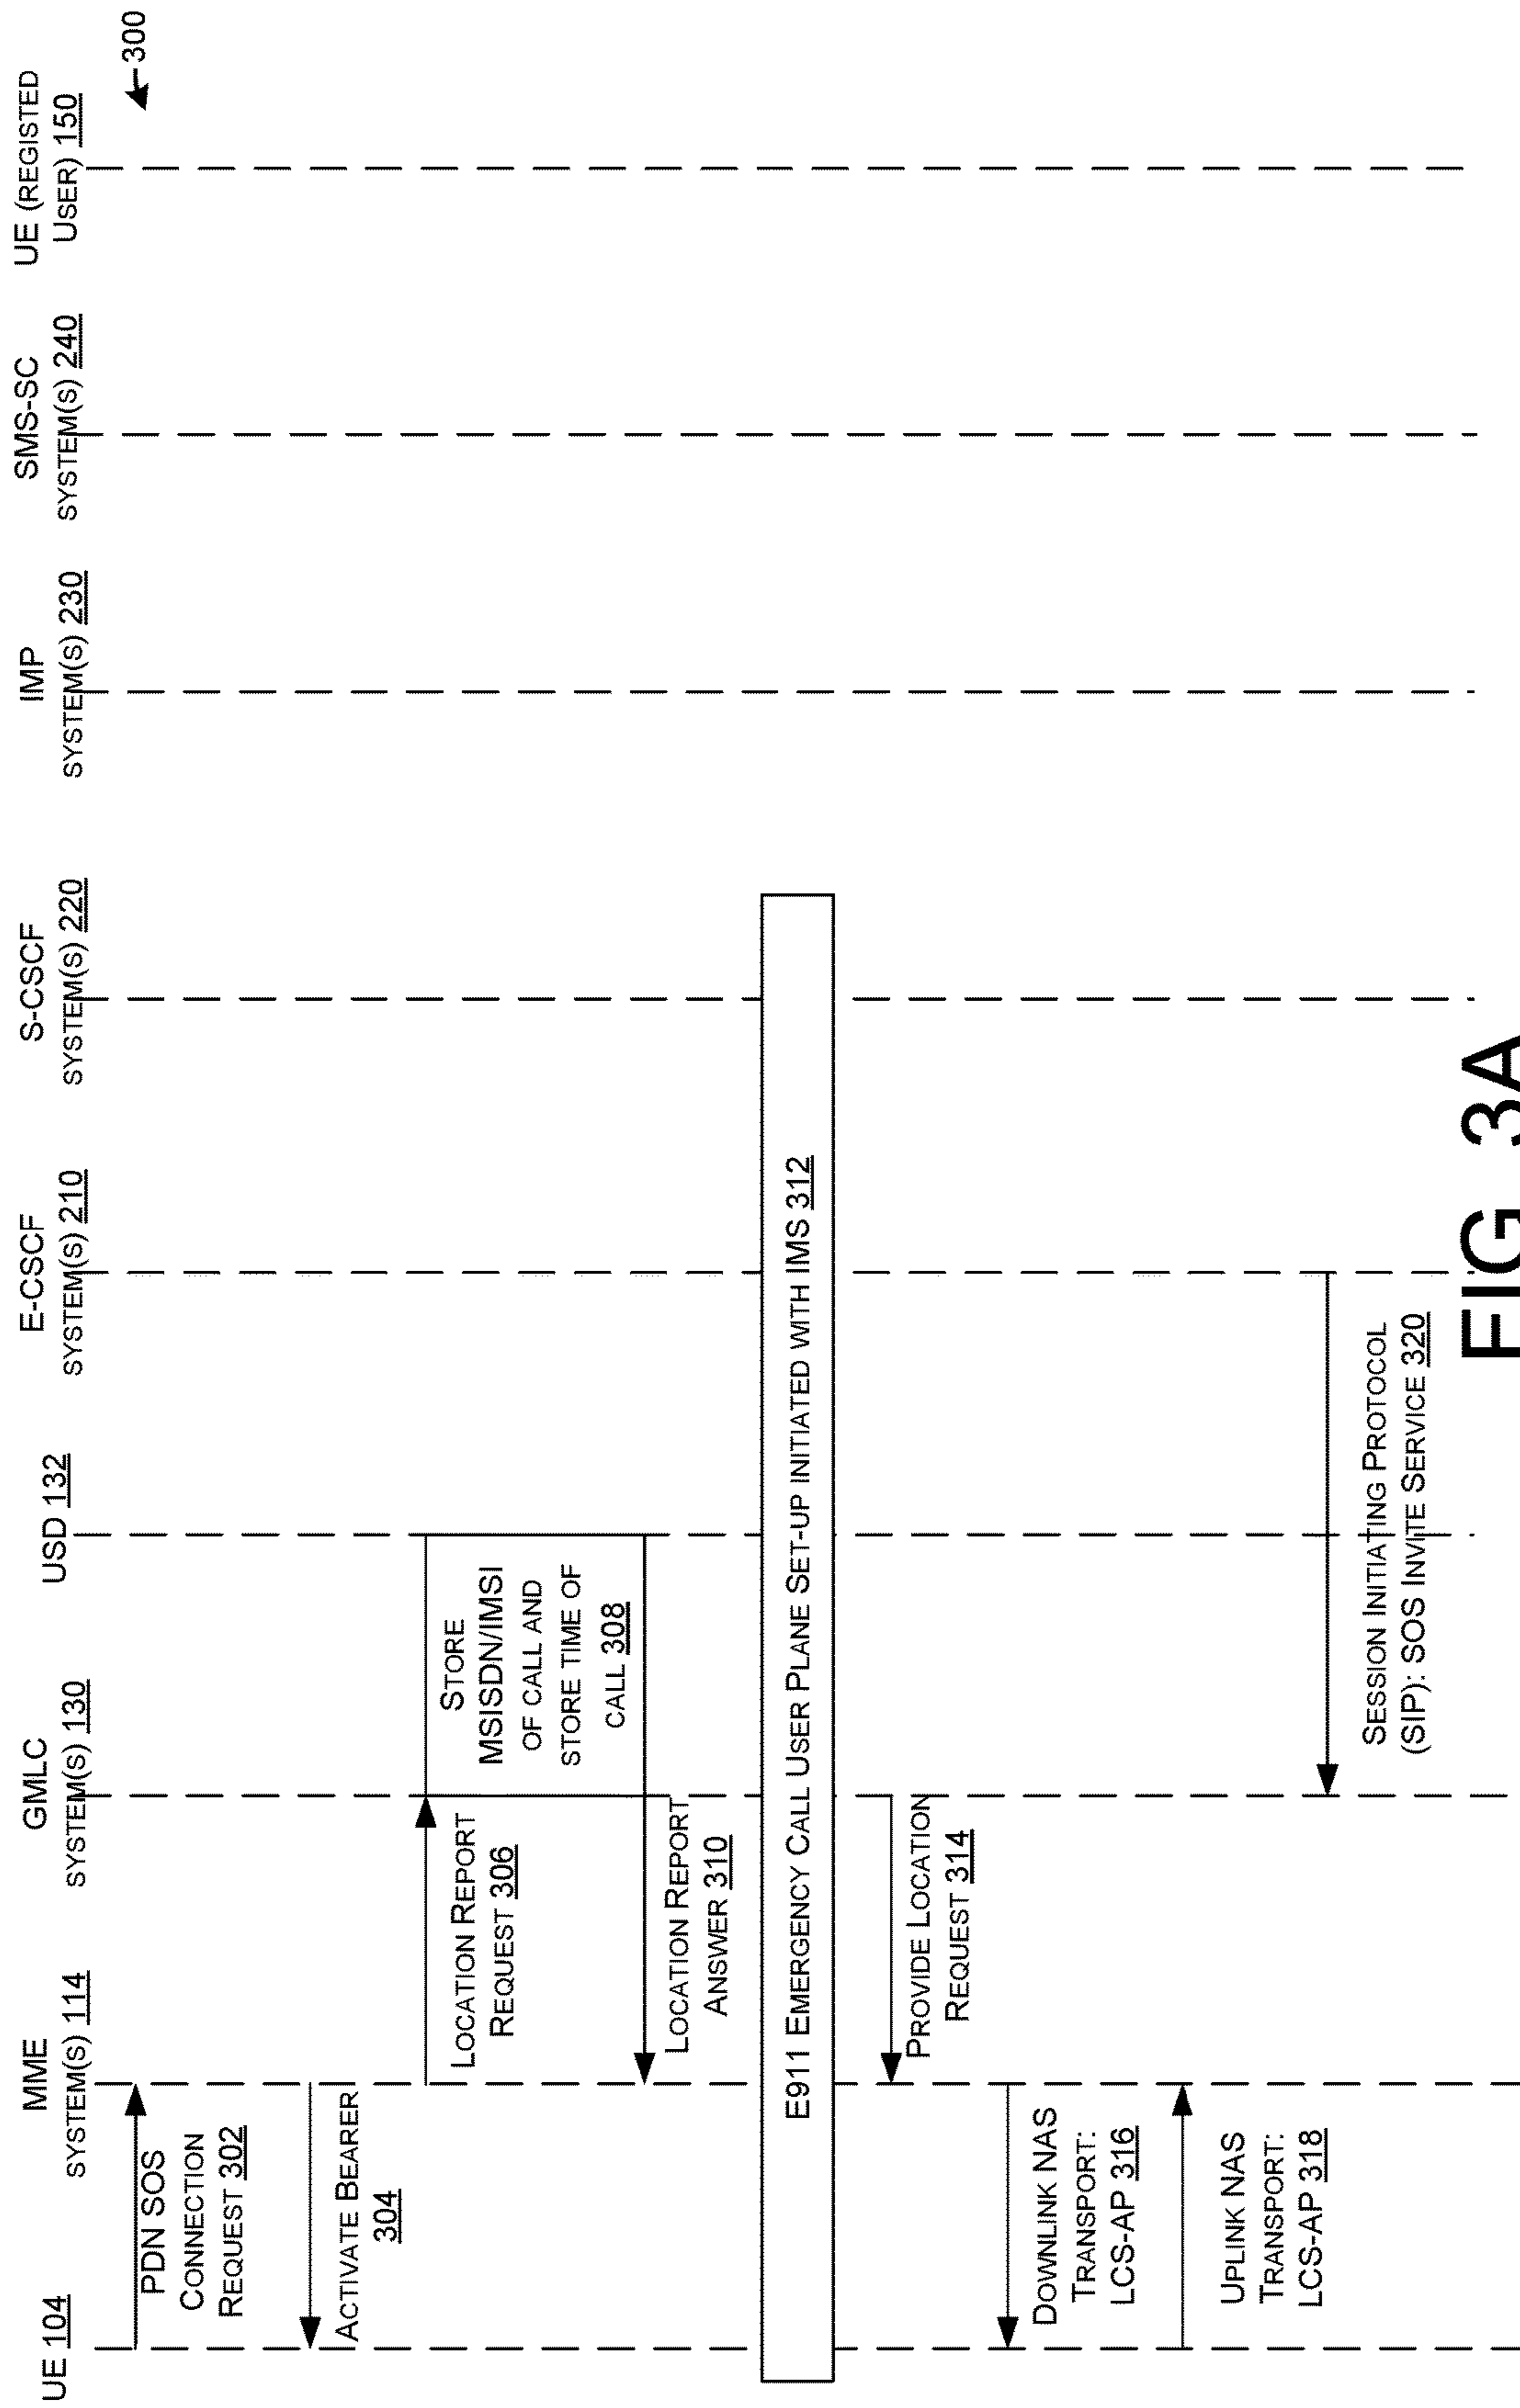 UE 104
MME
SYSTEM(S) 114
GMLC
SYSTEM(S) 130
USD 132
E-CSCF
SYSTEM(S) 210
S-CSCF
SYSTEM(S) 220
IMP
SYSTEM(S) 230
SMS-SC
SYSTEM(S) 240
UE (REGISTED
USER) 150
300
PDN SOS
CONNECTION
REQUEST 302
ACTIVATE BEARER
304
LOCATION REPORT
REQUEST 306
STORE
MSISDN/IMSI
OF CALL AND
STORE TIME OF
CALL 308
LOCATION REPORT
ANSWER 310
E911 EMERGENCY CALL USER PLANE SET-UP INITIATED WITH IMS 312
PROVIDE LOCATION
REQUEST 314
DOWNLINK NAS
TRANSPORT:
LCS-AP 316
UPLINK NAS
TRANSPORT:
LCS-AP 318
SESSION INITIATING PROTOCOL
(SIP): SOS INVITE SERVICE 320
FIG 3A